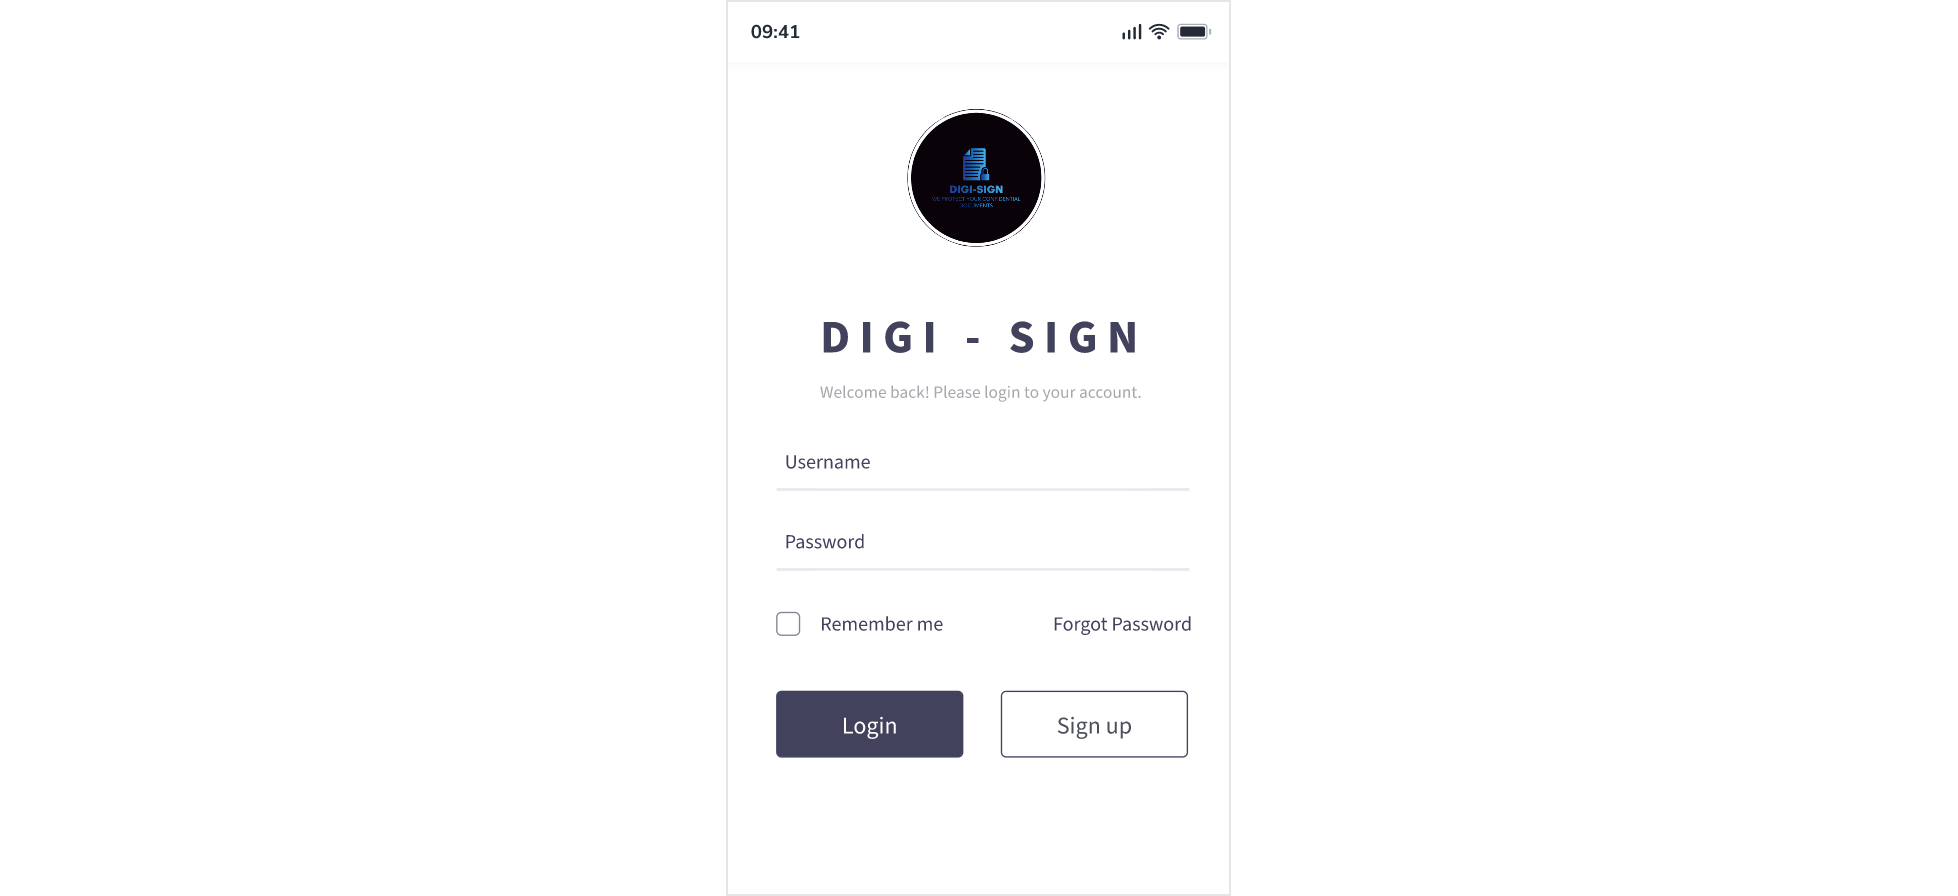 09:41
DIGI-SIGN
WE PROTECT YOUR CONFIDENTIAL
DOCUMENTS
DIGI - SIGN
Welcome back! Please login to your account.
Username
Password
Remember me
Forgot Password
Login
Sign up